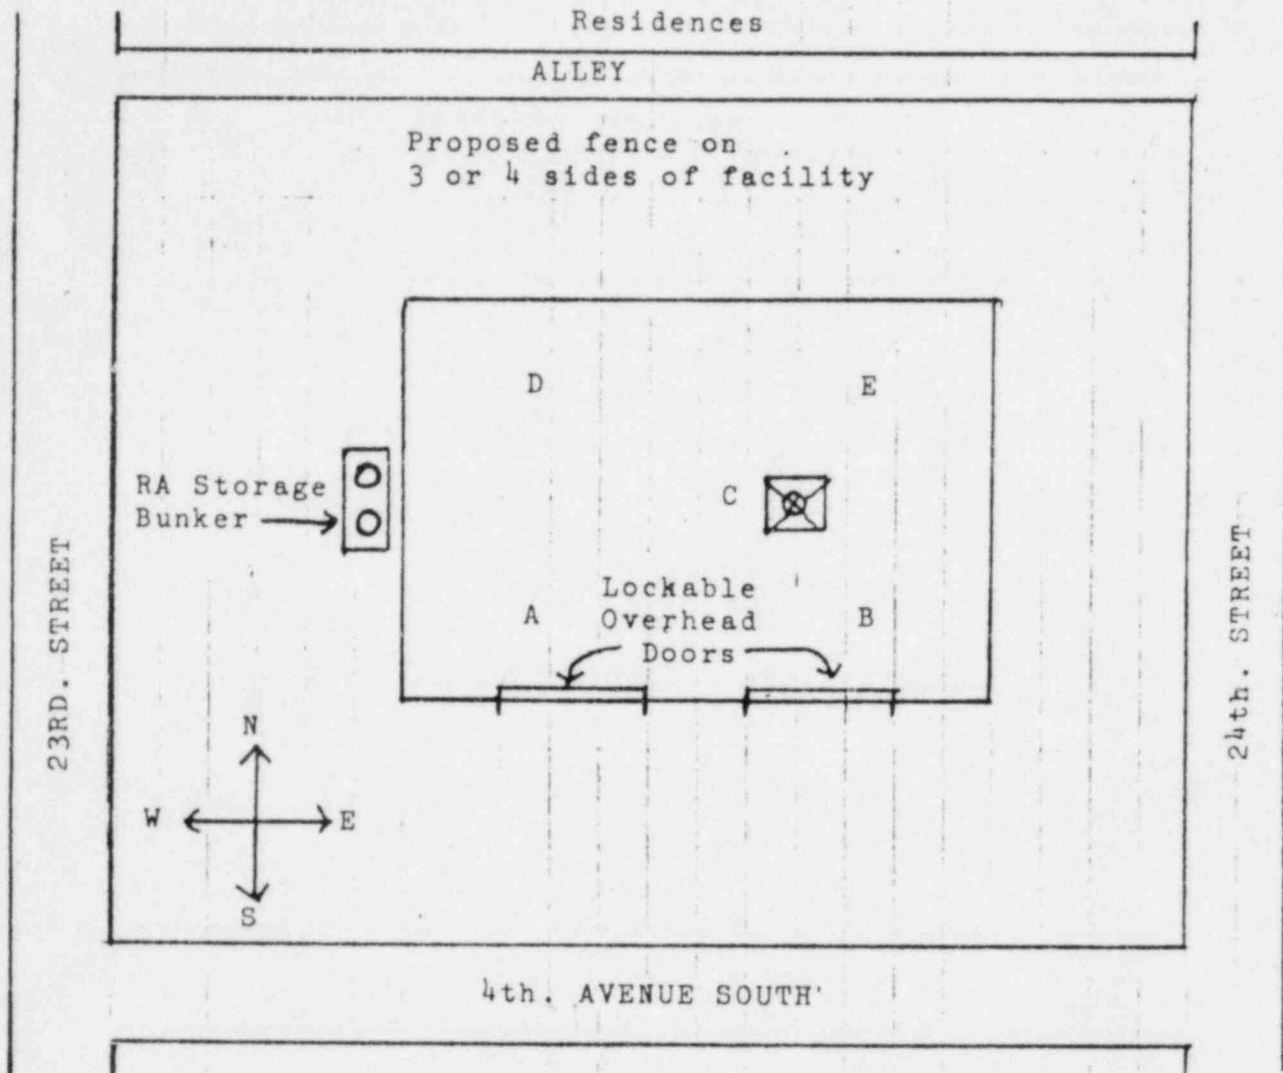 Residences
ALLEY
Proposed fence on
3 or 4 sides of facility
D
E
RA Storage
Bunker
C
Lockable
Overhead
Doors
A
B
23RD. STREET
24th. STREET
N
W
E
S
4th. AVENUE SOUTH